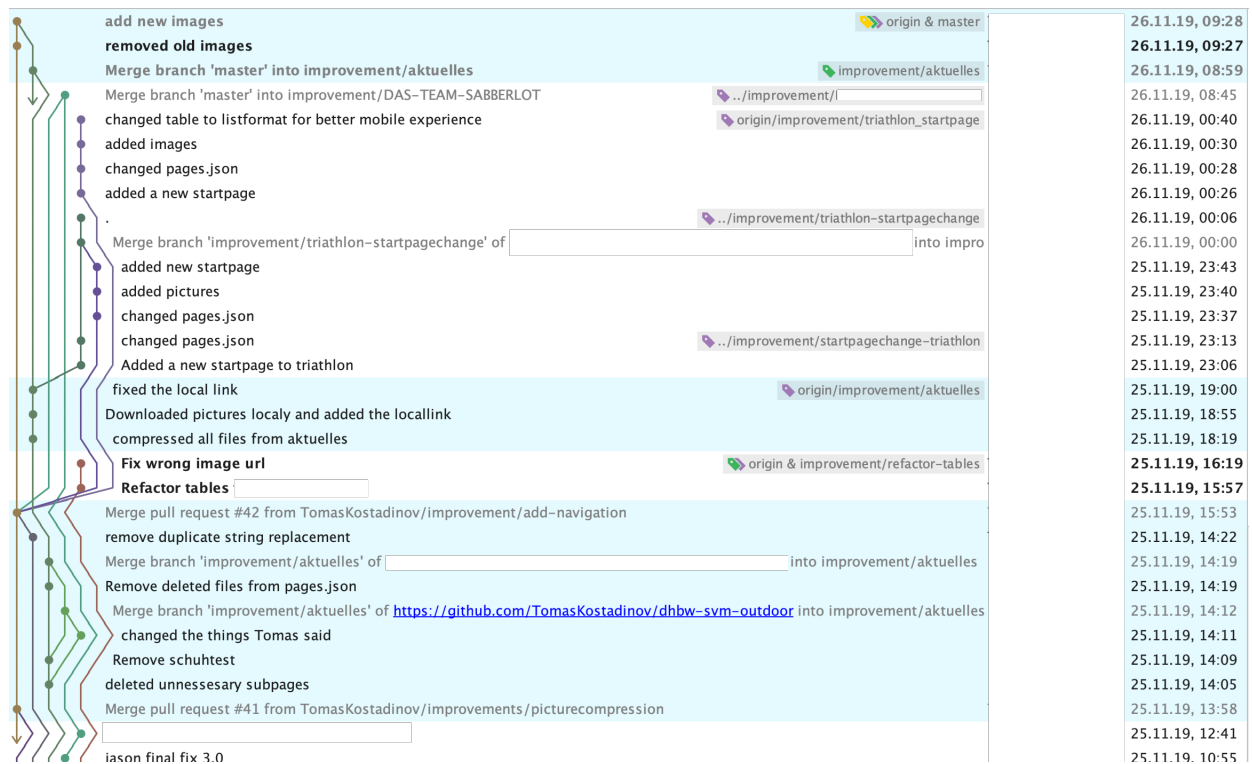 add new images origin & master 26.11.19, 09:28
removed old images 26.11.19, 09:27
Merge branch 'master' into improvement/aktuelles improvement/aktuelles 26.11.19, 08:59
Merge branch 'master' into improvement/DAS-TEAM-SABBERLOT ../improvement/ 26.11.19, 08:45
changed table to listformat for better mobile experience origin/improvement/triathlon_startpage 26.11.19, 00:40
added images 26.11.19, 00:30
changed pages.json 26.11.19, 00:28
added a new startpage 26.11.19, 00:26
. ../improvement/triathlon-startpagechange 26.11.19, 00:06
Merge branch 'improvement/triathlon-startpagechange' of into impro 26.11.19, 00:00
added new startpage 25.11.19, 23:43
added pictures 25.11.19, 23:40
changed pages.json 25.11.19, 23:37
changed pages.json ../improvement/startpagechange-triathlon 25.11.19, 23:13
Added a new startpage to triathlon 25.11.19, 23:06
fixed the local link origin/improvement/aktuelles 25.11.19, 19:00
Downloaded pictures localy and added the locallink 25.11.19, 18:55
compressed all files from aktuelles 25.11.19, 18:19
Fix wrong image url origin & improvement/refactor-tables 25.11.19, 16:19
Refactor tables 25.11.19, 15:57
Merge pull request #42 from TomasKostadinov/improvement/add-navigation 25.11.19, 15:53
remove duplicate string replacement 25.11.19, 14:22
Merge branch 'improvement/aktuelles' of into improvement/aktuelles 25.11.19, 14:19
Remove deleted files from pages.json 25.11.19, 14:19
Merge branch 'improvement/aktuelles' of https://github.com/TomasKostadinov/dhbw-svm-outdoor into improvement/aktuelles 25.11.19, 14:12
changed the things Tomas said 25.11.19, 14:11
Remove schuhtest 25.11.19, 14:09
deleted unnessesary subpages 25.11.19, 14:05
Merge pull request #41 from TomasKostadinov/improvements/picturecompression 25.11.19, 13:58
25.11.19, 12:41
jason final fix 3.0 25.11.19, 10:55